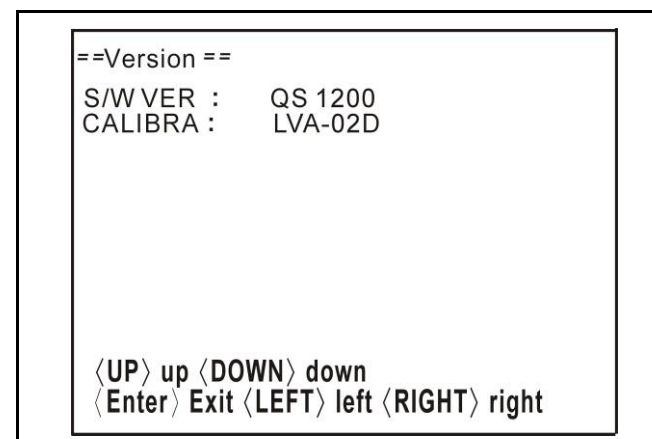 ==Version ==
S/W VER : QS 1200
CALIBRA : LVA-02D
〈UP〉 up 〈DOWN〉 down
〈Enter〉 Exit 〈LEFT〉 left 〈RIGHT〉 right